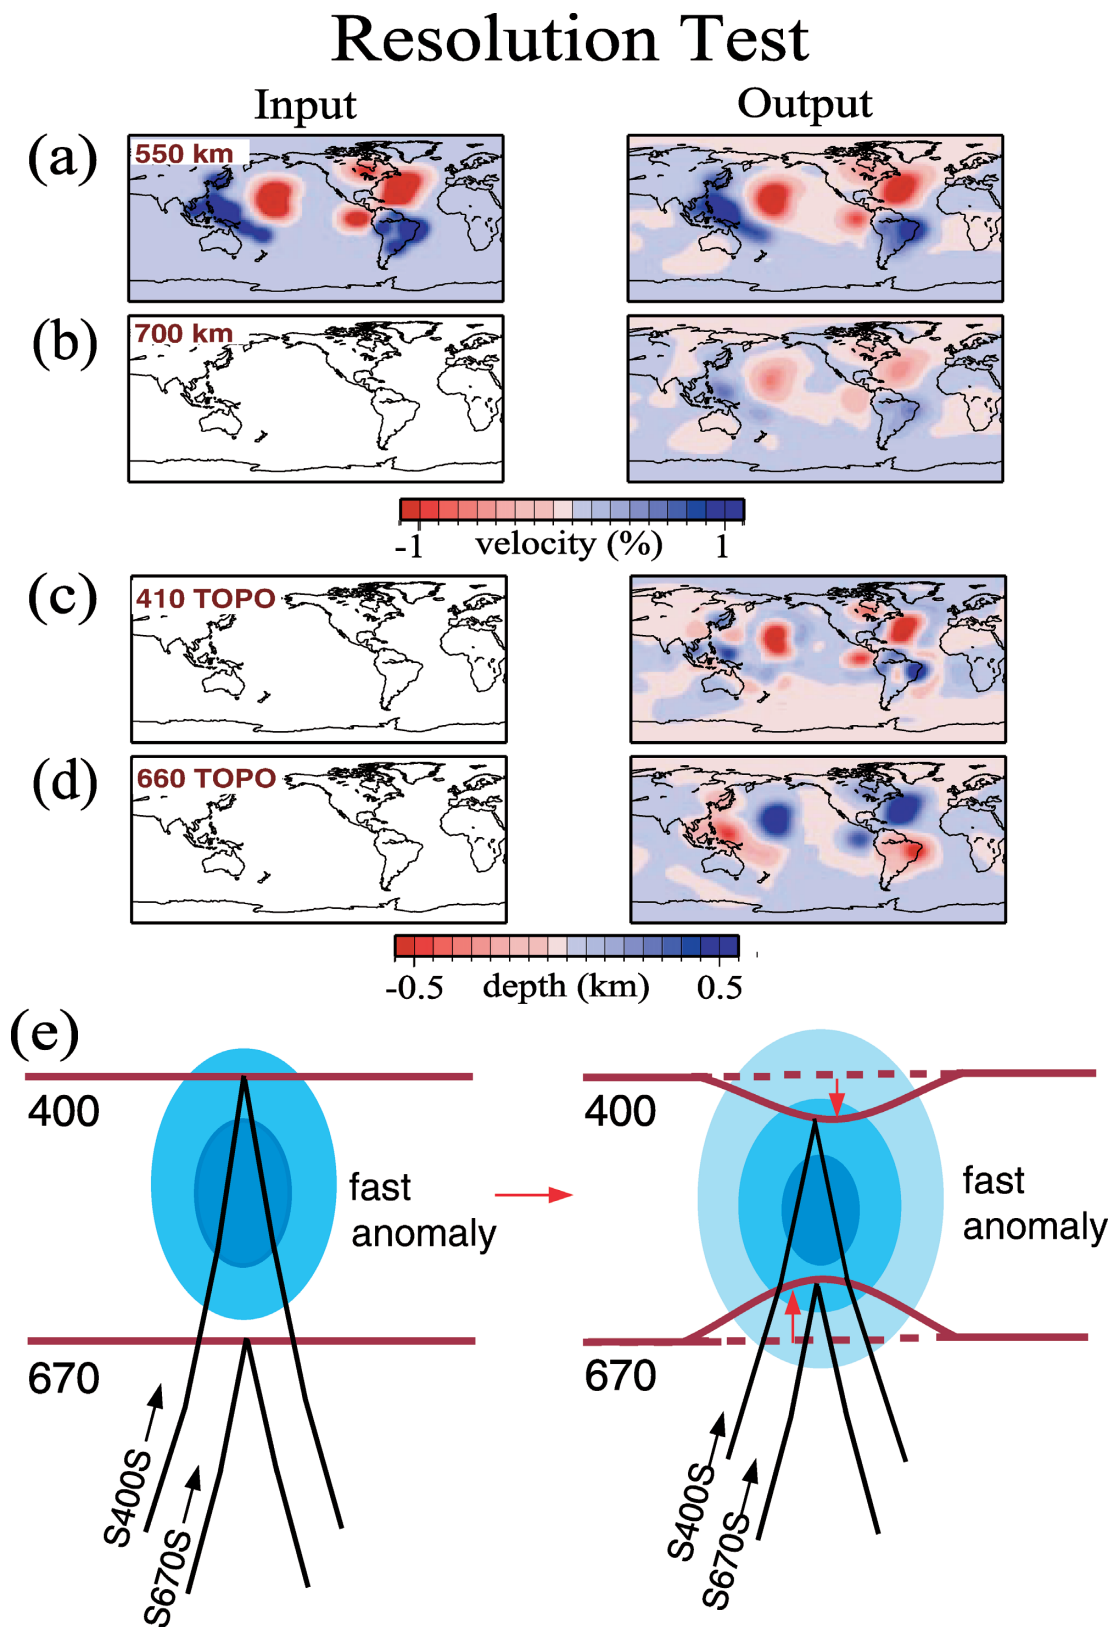 Resolution Test
Input
Output
(a)
550 km
(b)
700 km
-1 velocity (%) 1
(c)
410 TOPO
(d)
660 TOPO
-0.5 depth (km) 0.5
(e)
400
fast
anomaly
670
S400S
S670S
400
fast
anomaly
670
S400S
S670S